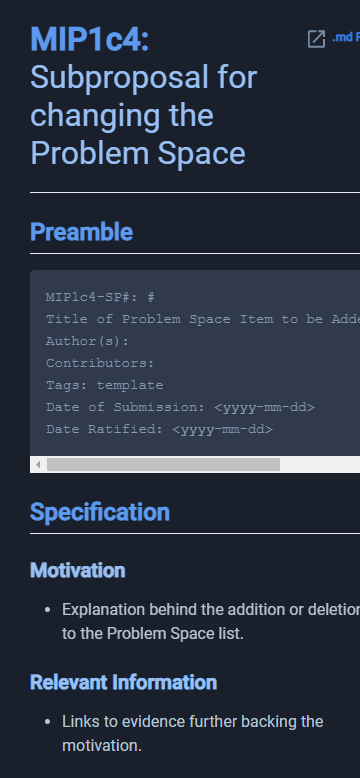 MIP1c4:
.md
Subproposal for
changing the
Problem Space
Preamble
MIP1c4-SP#: #
Title of Problem Space Item to be
Author(s):
Contributors:
Tags: template
Date of Submission: <yyyy-mm-dd>
Date Ratified: <yyyy-mm-dd>
Specification
Motivation
Explanation behind the addition or
to the Problem Space list.
Relevant Information
Links to evidence further backing the
motivation.